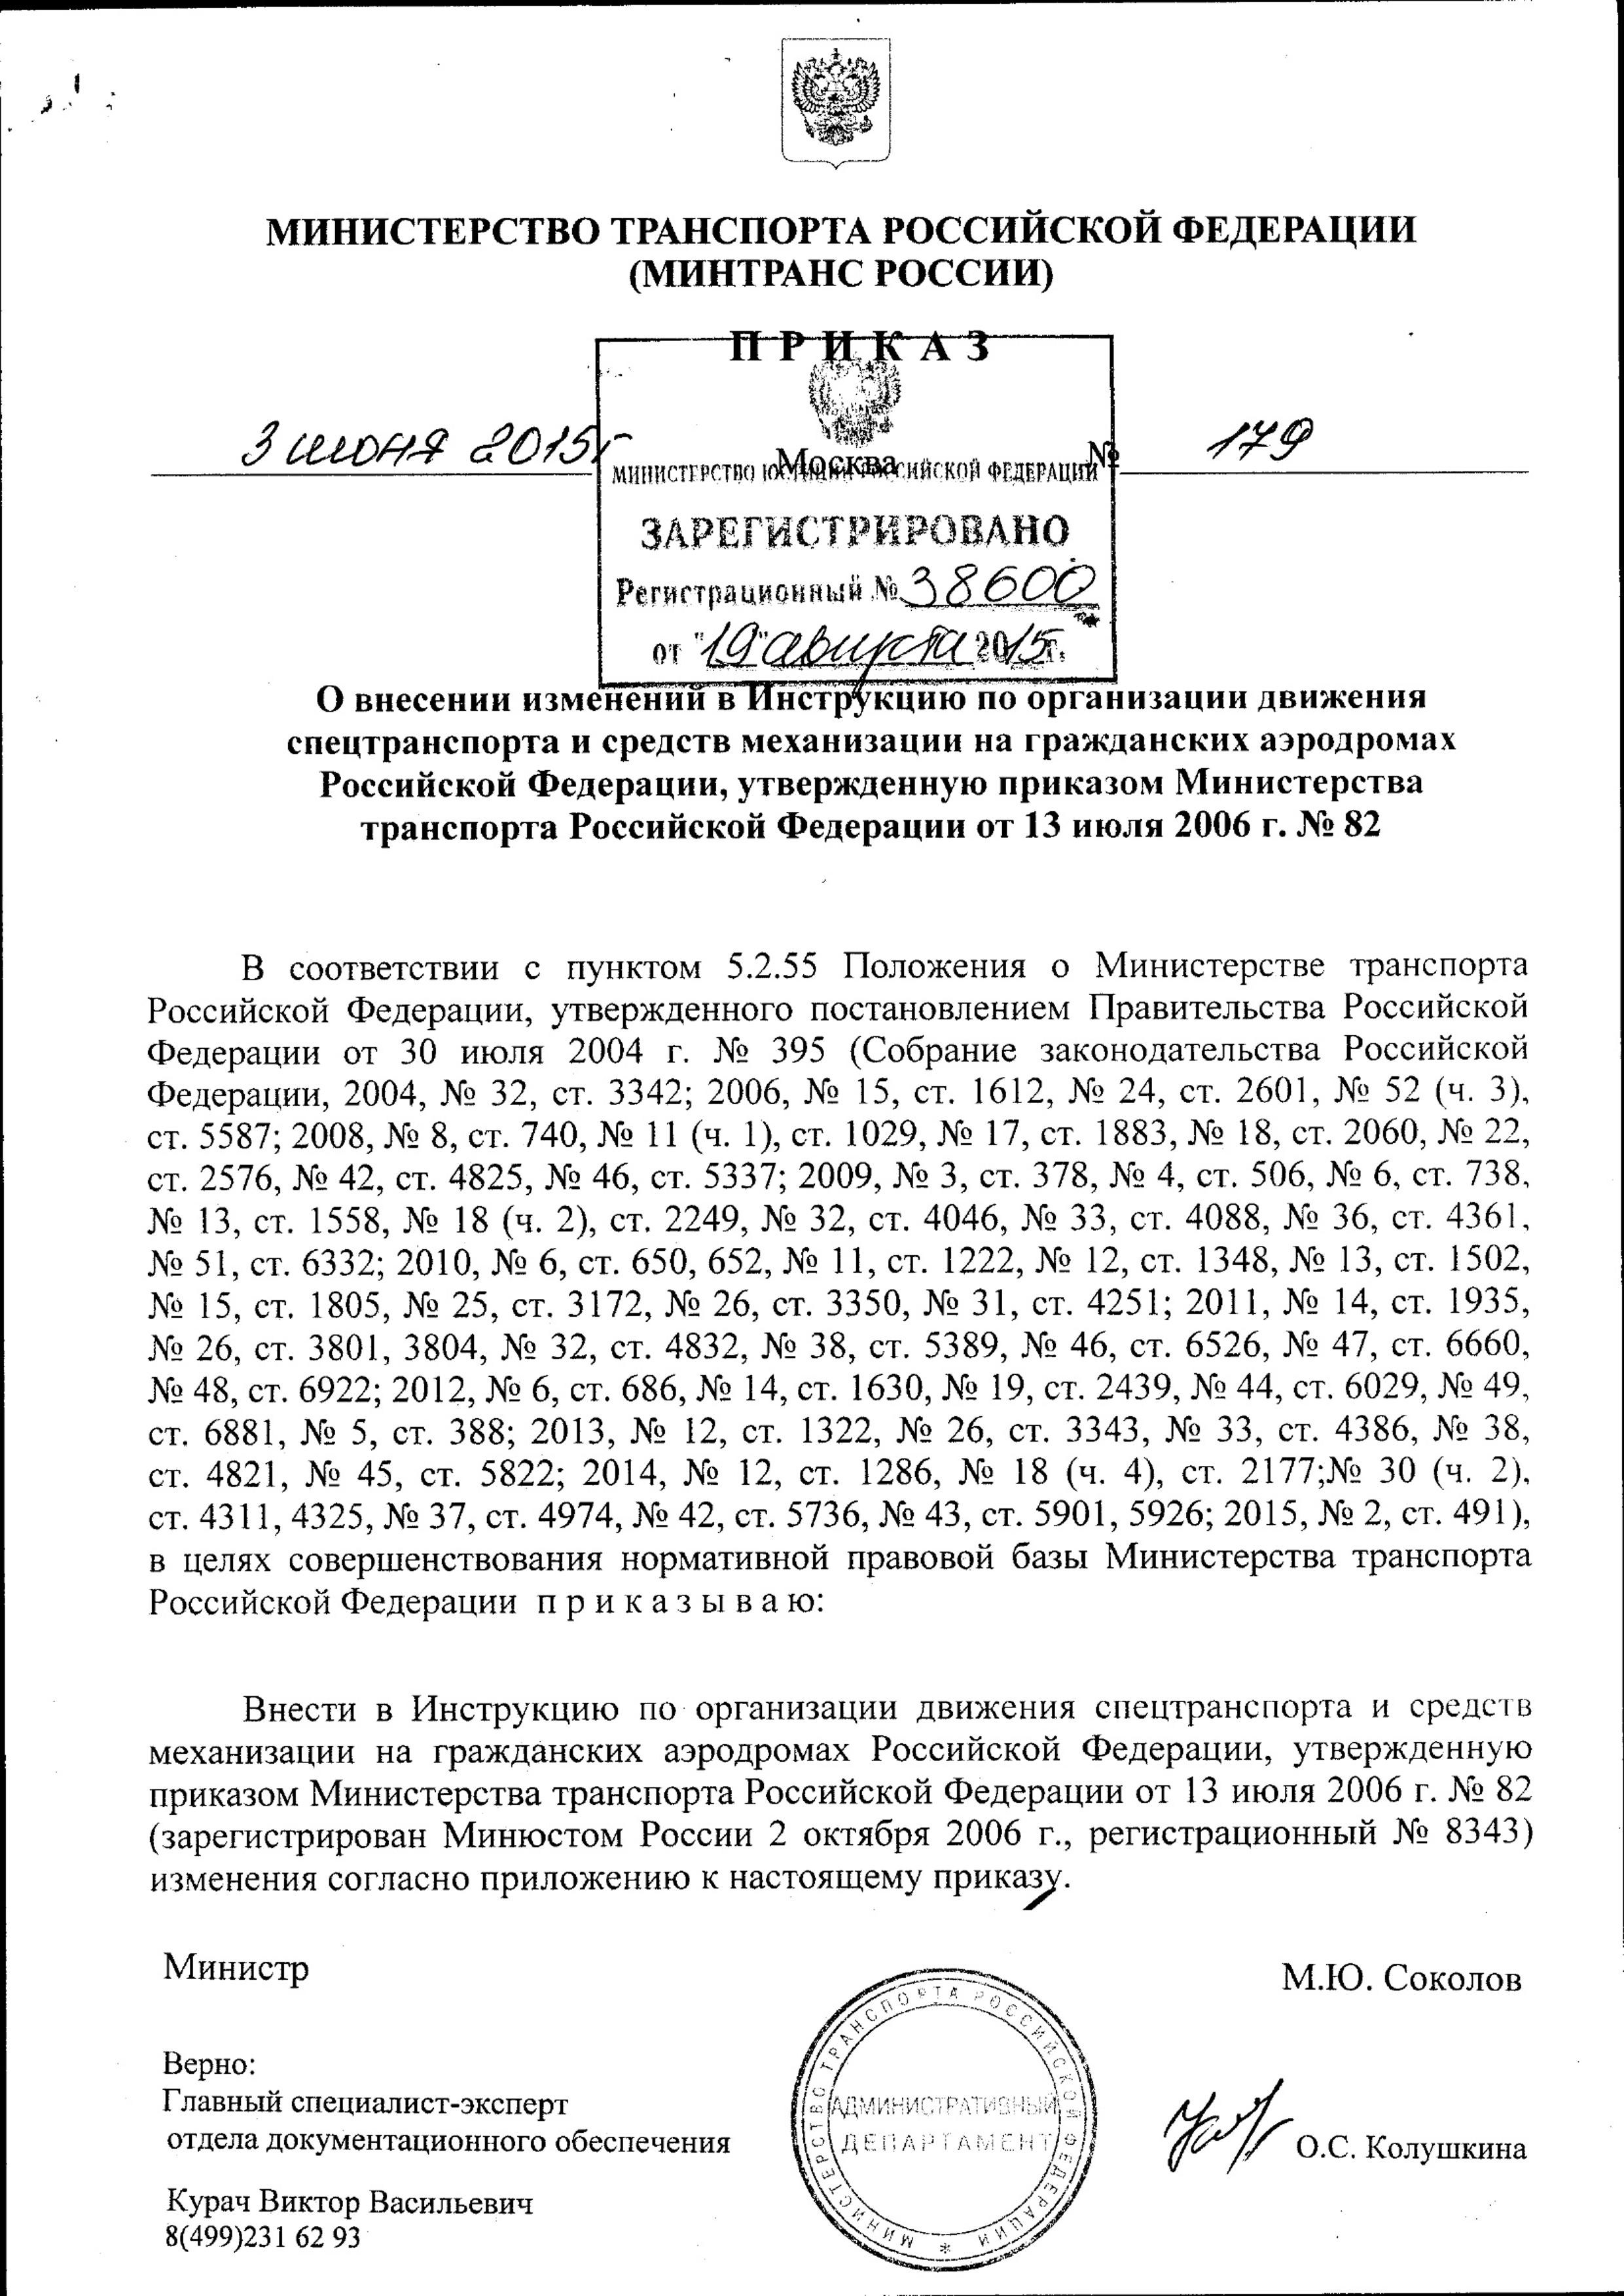 МИНИСТЕРСТВО ТРАНСПОРТА РОССИЙСКОЙ ФЕДЕРАЦИИ
(МИНТРАНС РОССИИ)
П Р И К А З
3 июня 2015г
Москва
№ 179
МИНИСТЕРСТВО ЮСТИЦИИ РОССИЙСКОЙ ФЕДЕРАЦИИ
ЗАРЕГИСТРИРОВАНО
Регистрационный № 38600
от "19" августа 2015г.
О внесении изменений в Инструкцию по организации движения
спецтранспорта и средств механизации на гражданских аэродромах
Российской Федерации, утвержденную приказом Министерства
транспорта Российской Федерации от 13 июля 2006 г. № 82
В соответствии с пунктом 5.2.55 Положения о Министерстве транспорта
Российской Федерации, утвержденного постановлением Правительства Российской
Федерации от 30 июля 2004 г. № 395 (Собрание законодательства Российской
Федерации, 2004, № 32, ст. 3342; 2006, № 15, ст. 1612, № 24, ст. 2601, № 52 (ч. 3),
ст. 5587; 2008, № 8, ст. 740, № 11 (ч. 1), ст. 1029, № 17, ст. 1883, № 18, ст. 2060, № 22,
ст. 2576, № 42, ст. 4825, № 46, ст. 5337; 2009, № 3, ст. 378, № 4, ст. 506, № 6, ст. 738,
№ 13, ст. 1558, № 18 (ч. 2), ст. 2249, № 32, ст. 4046, № 33, ст. 4088, № 36, ст. 4361,
№ 51, ст. 6332; 2010, № 6, ст. 650, 652, № 11, ст. 1222, № 12, ст. 1348, № 13, ст. 1502,
№ 15, ст. 1805, № 25, ст. 3172, № 26, ст. 3350, № 31, ст. 4251; 2011, № 14, ст. 1935,
№ 26, ст. 3801, 3804, № 32, ст. 4832, № 38, ст. 5389, № 46, ст. 6526, № 47, ст. 6660,
№ 48, ст. 6922; 2012, № 6, ст. 686, № 14, ст. 1630, № 19, ст. 2439, № 44, ст. 6029, № 49,
ст. 6881, № 5, ст. 388; 2013, № 12, ст. 1322, № 26, ст. 3343, № 33, ст. 4386, № 38,
ст. 4821, № 45, ст. 5822; 2014, № 12, ст. 1286, № 18 (ч. 4), ст. 2177;№ 30 (ч. 2),
ст. 4311, 4325, № 37, ст. 4974, № 42, ст. 5736, № 43, ст. 5901, 5926; 2015, № 2, ст. 491),
в целях совершенствования нормативной правовой базы Министерства транспорта
Российской Федерации п р и к а з ы в а ю:
Внести в Инструкцию по организации движения спецтранспорта и средств
механизации на гражданских аэродромах Российской Федерации, утвержденную
приказом Министерства транспорта Российской Федерации от 13 июля 2006 г. № 82
(зарегистрирован Минюстом России 2 октября 2006 г., регистрационный № 8343)
изменения согласно приложению к настоящему приказу.
Министр
М.Ю. Соколов
МИНИСТЕРСТВО ТРАНСПОРТА РОССИЙСКОЙ ФЕДЕРАЦИИ *
АДМИНИСТРАТИВНЫЙ
ДЕПАРТАМЕНТ
Верно:
Главный специалист-эксперт
отдела документационного обеспечения
О.С. Колушкина
Курач Виктор Васильевич
8(499)231 62 93